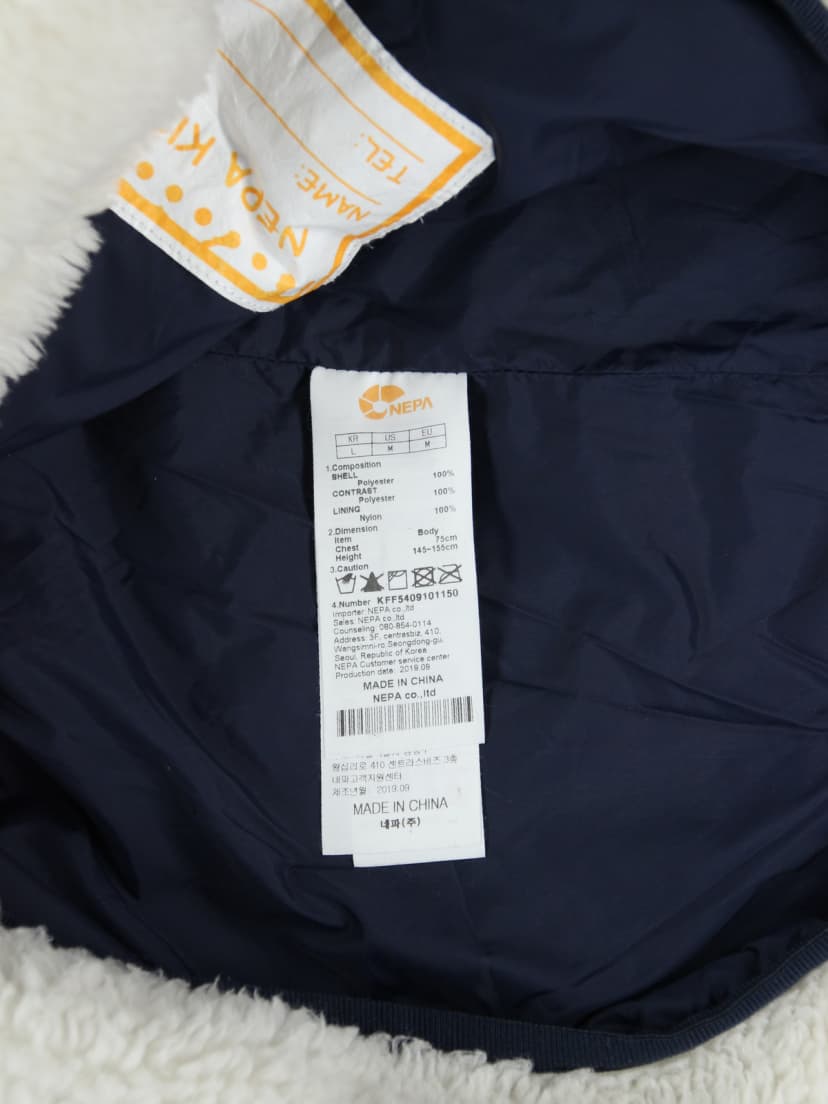 TEL:
NAME:
NEPA KI
NEPA
KR US EU
L M M
1.Composition
SHELL
Polyester 100%
CONTRAST
Polyester 100%
LINING
Nylon 100%
2.Dimension
Item Body
Chest 75cm
Height 145~155cm
3.Caution
4.Number KFF5409101150
Importer: NEPA co.,ltd
Sales: NEPA co.,ltd
Counseling: 080-854-0114
Address: 3F, centrasbiz, 410,
Wangsimni-ro,Seongdong-gu,
Seoul, Republic of Korea
NEPA Customer service center
Production date: 2019.09
MADE IN CHINA
NEPA co.,ltd
왕십리로 410 센트라스비즈 3층
네파고객지원센터
제조년월 2019.09
MADE IN CHINA
네파(주)